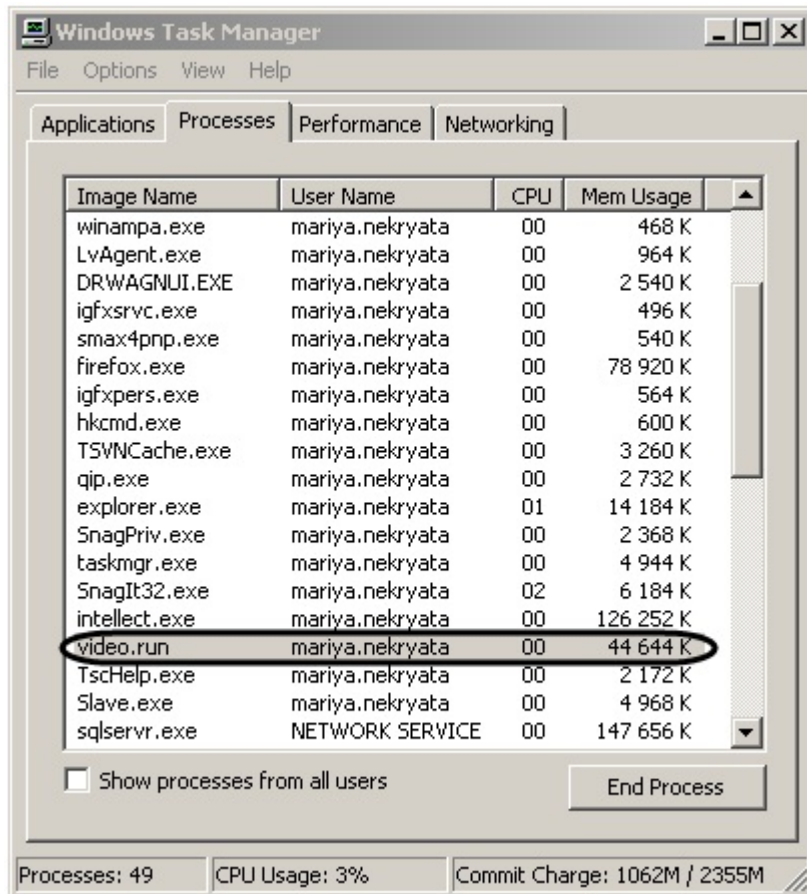 Windows Task Manager
File Options View Help
Applications Processes Performance Networking
Image Name User Name CPU Mem Usage
winampa.exe mariya.nekryata 00 468 K
LvAgent.exe mariya.nekryata 00 964 K
DRWAGNUI.EXE mariya.nekryata 00 2 540 K
igfxsrvc.exe mariya.nekryata 00 496 K
smax4pnp.exe mariya.nekryata 00 540 K
firefox.exe mariya.nekryata 00 78 920 K
igfxpers.exe mariya.nekryata 00 564 K
hkcmd.exe mariya.nekryata 00 600 K
TSVNCache.exe mariya.nekryata 00 3 260 K
qip.exe mariya.nekryata 00 2 732 K
explorer.exe mariya.nekryata 01 14 184 K
SnagPriv.exe mariya.nekryata 00 2 368 K
taskmgr.exe mariya.nekryata 00 4 944 K
SnagIt32.exe mariya.nekryata 02 6 184 K
intellect.exe mariya.nekryata 00 126 252 K
video.run mariya.nekryata 00 44 644 K
TscHelp.exe mariya.nekryata 00 2 172 K
Slave.exe mariya.nekryata 00 4 968 K
sqlservr.exe NETWORK SERVICE 00 147 656 K
Show processes from all users End Process
Processes: 49 CPU Usage: 3% Commit Charge: 1062M / 2355M